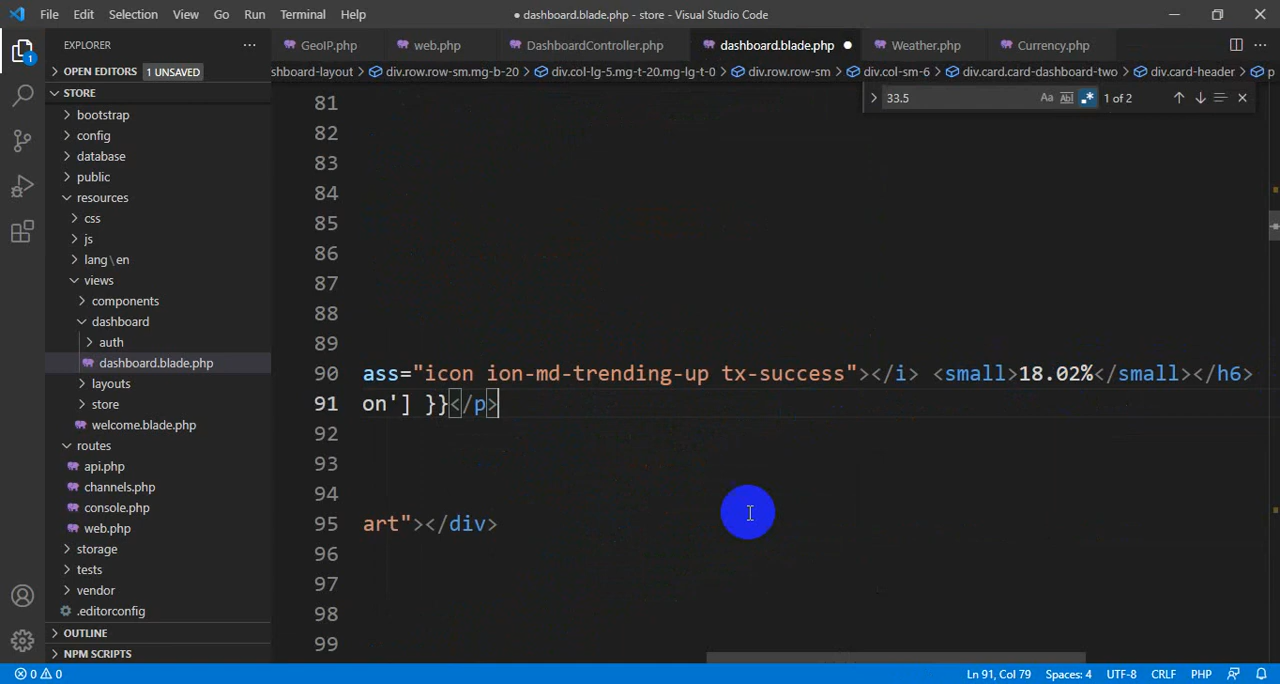 File Edit Selection View Go Run Terminal Help
● dashboard.blade.php - store - Visual Studio Code
EXPLORER
GeoIP.php web.php DashboardController.php dashboard.blade.php ● Weather.php Currency.php
OPEN EDITORS 1 UNSAVED
shboard-layout > div.row.row-sm.mg-b-20 > div.col-lg-5.mg-t-20.mg-lg-t-0 > div.row.row-sm > div.col-sm-6 > div.card.card-dashboard-two > div.card-header > p
33.5 Aa Abl .* 1 of 2
1
STORE
bootstrap
config
database
public
resources
css
js
lang\en
views
components
dashboard
auth
dashboard.blade.php
layouts
store
welcome.blade.php
routes
api.php
channels.php
console.php
web.php
storage
tests
vendor
.editorconfig
OUTLINE
NPM SCRIPTS
81
82
83
84
85
86
87
88
89
90 ass="icon ion-md-trending-up tx-success"></i> <small>18.02%</small></h6>
91 on'] }}</p>
92
93
94
95 art"></div>
96
97
98
99
0 0 Ln 91, Col 79 Spaces: 4 UTF-8 CRLF PHP